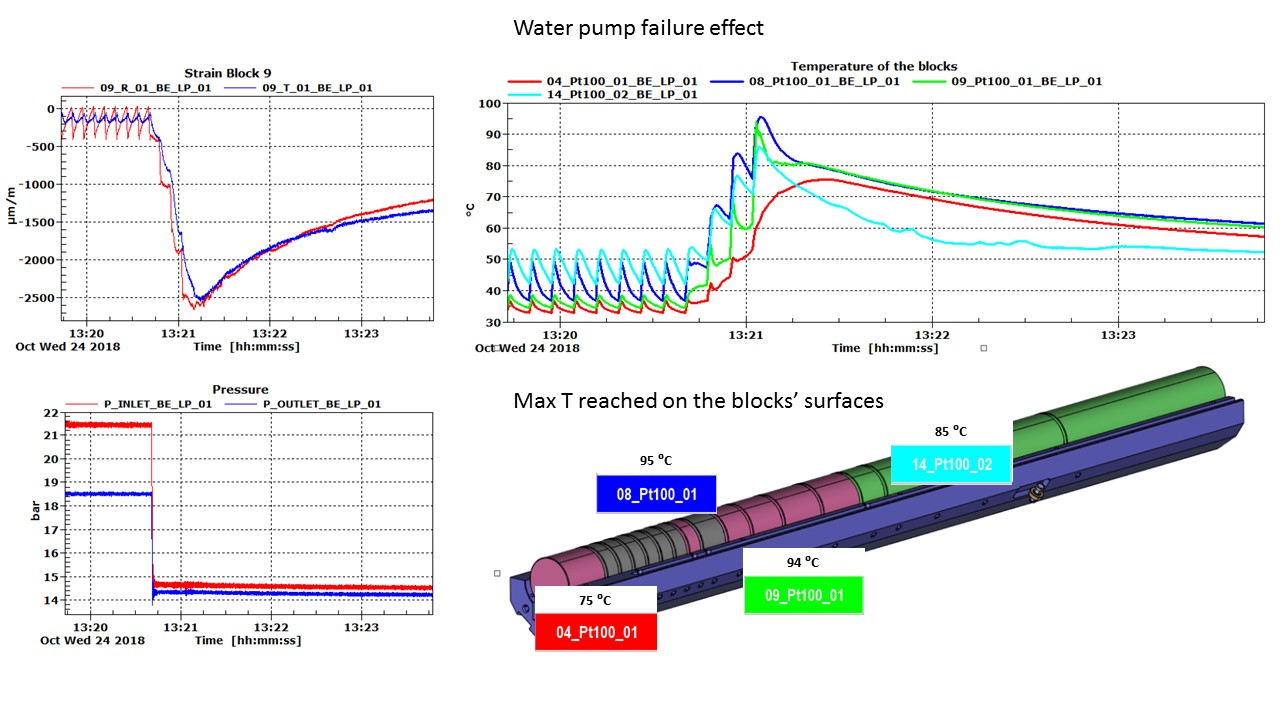 Water pump failure effect
Strain Block 9
09_R_01_BE_LP_01 09_T_01_BE_LP_01
0
-500
-1000
-1500
-2000
-2500
µm/m
13:20 13:21 13:22 13:23
Oct Wed 24 2018 Time [hh:mm:ss]
Temperature of the blocks
04_Pt100_01_BE_LP_01 08_Pt100_01_BE_LP_01 09_Pt100_01_BE_LP_01
14_Pt100_02_BE_LP_01
100
90
80
70
60
50
40
30
°C
13:20 13:21 13:22 13:23
Oct Wed 24 2018 Time [hh:mm:ss]
Pressure
P_INLET_BE_LP_01 P_OUTLET_BE_LP_01
22
21
20
19
18
17
16
15
14
bar
13:20 13:21 13:22 13:23
Oct Wed 24 2018 Time [hh:mm:ss]
Max T reached on the blocks’ surfaces
85 °C
14_Pt100_02
95 °C
08_Pt100_01
94 °C
09_Pt100_01
75 °C
04_Pt100_01